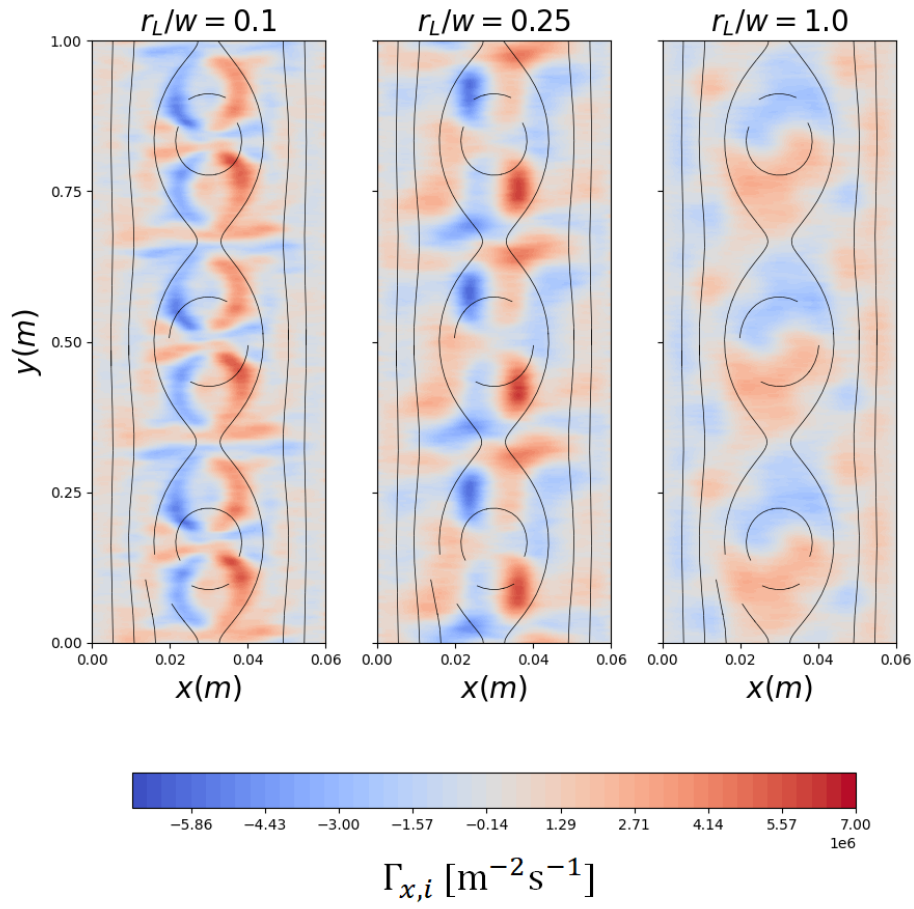 r_L/w = 0.1 r_L/w = 0.25 r_L/w = 1.0
1.00
0.75
0.50
0.25
0.00
y(m)
0.00 0.02 0.04 0.06 0.00 0.02 0.04 0.06 0.00 0.02 0.04 0.06
x(m) x(m) x(m)
−5.86 −4.43 −3.00 −1.57 −0.14 1.29 2.71 4.14 5.57 7.00
1e6
Γ_{x,i} [m⁻²s⁻¹]